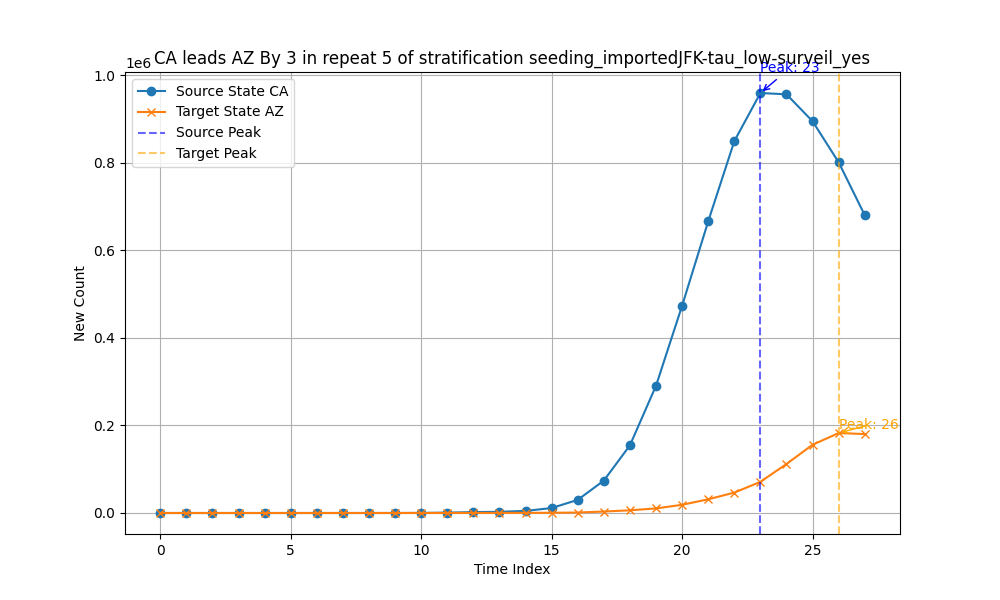 CA leads AZ By 3 in repeat 5 of stratification seeding_importedJFK-tau_low-surveil_yes
1e6
Peak: 23
Source State CA
Target State AZ
Source Peak
Target Peak
1.0
0.8
0.6
0.4
0.2
0.0
New Count
Peak: 26
0
5
10
15
20
25
Time Index